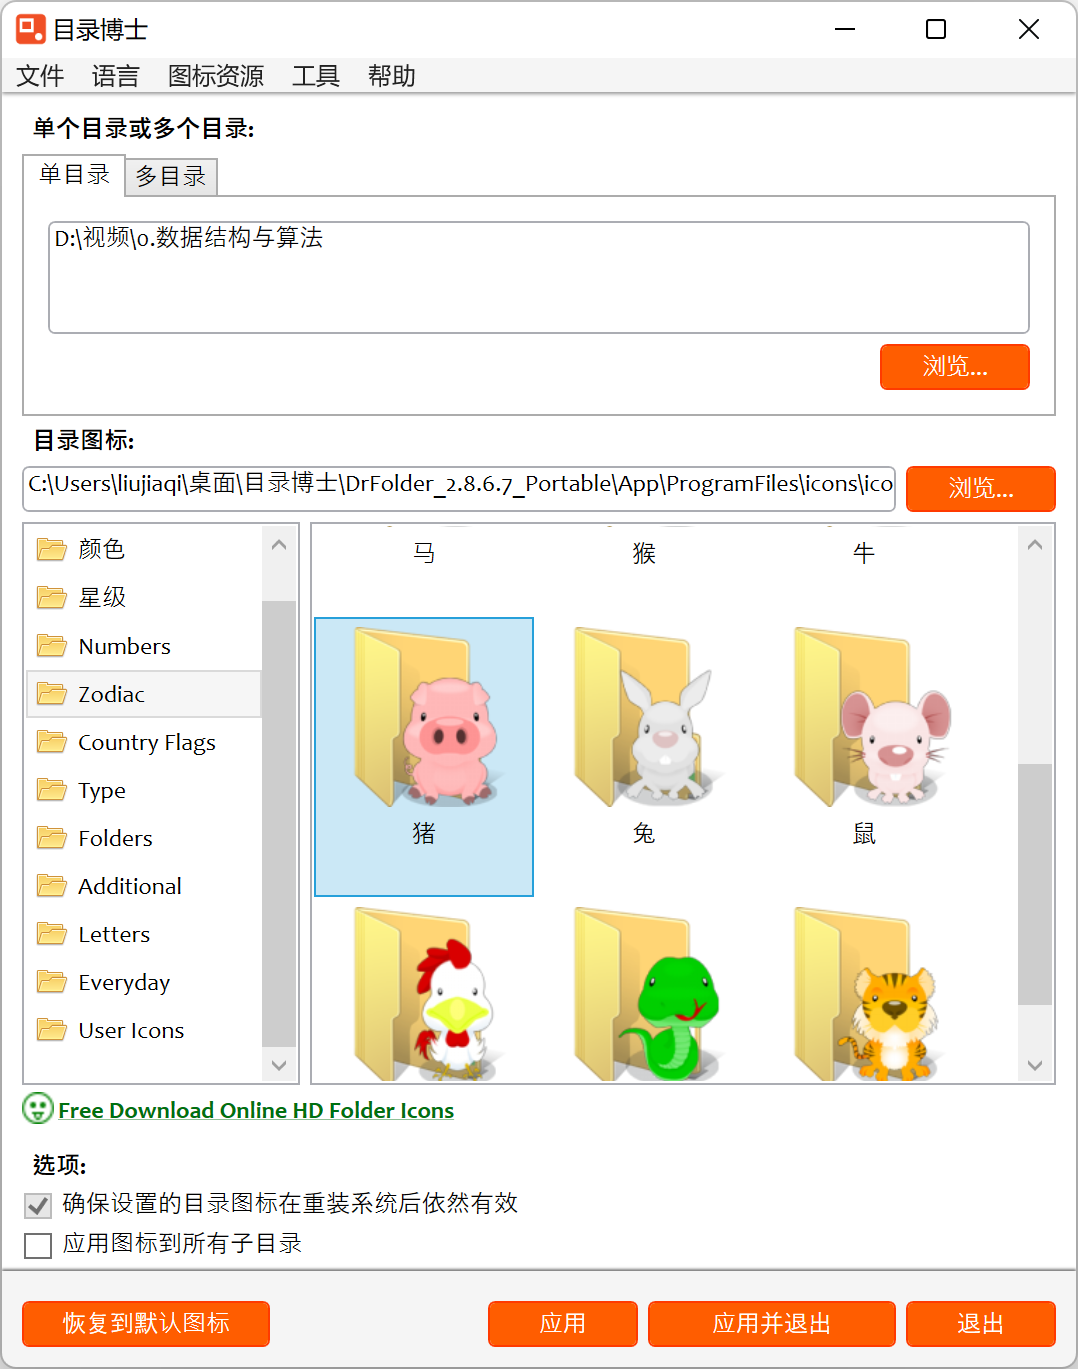 目录博士
文件 语言 图标资源 工具 帮助
单个目录或多个目录:
单目录 多目录
D:\视频\0.数据结构与算法
浏览...
目录图标:
C:\Users\liujiaqi\桌面\目录博士\DrFolder_2.8.6.7_Portable\App\ProgramFiles\icons\ico
浏览...
颜色
星级
Numbers
Zodiac
Country Flags
Type
Folders
Additional
Letters
Everyday
User Icons
马 猴 牛
猪 兔 鼠
Free Download Online HD Folder Icons
选项:
确保设置的目录图标在重装系统后依然有效
应用图标到所有子目录
恢复到默认图标 应用 应用并退出 退出